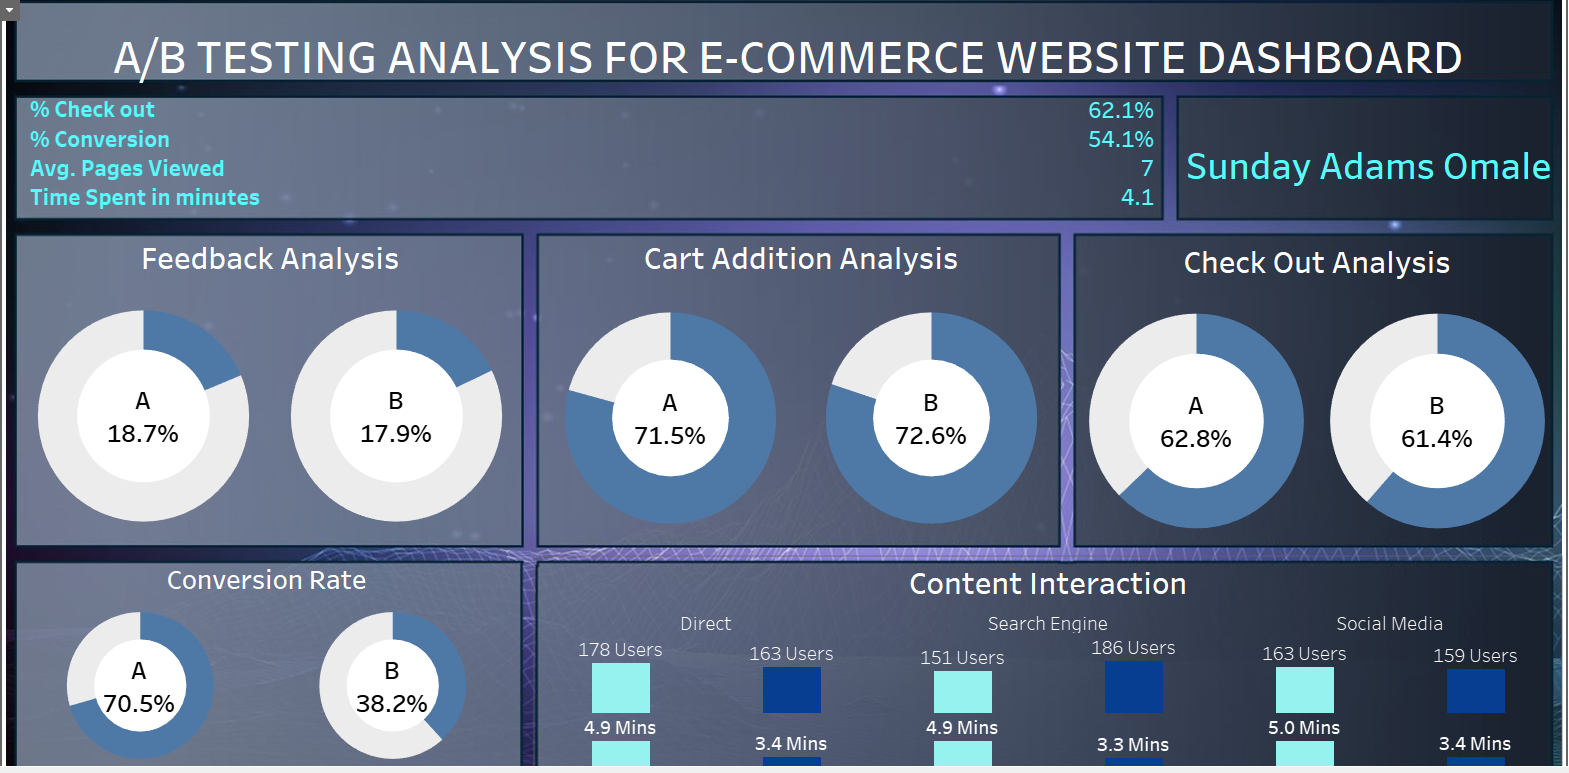 A/B TESTING ANALYSIS FOR E-COMMERCE WEBSITE DASHBOARD
% Check out 62.1%
% Conversion 54.1%
Avg. Pages Viewed 7
Time Spent in minutes 4.1
Sunday Adams Omale
Feedback Analysis
A
18.7%
B
17.9%
Cart Addition Analysis
A
71.5%
B
72.6%
Check Out Analysis
A
62.8%
B
61.4%
Conversion Rate
A
70.5%
B
38.2%
Content Interaction
Direct
Search Engine
Social Media
178 Users
163 Users
151 Users
186 Users
163 Users
159 Users
4.9 Mins
3.4 Mins
4.9 Mins
3.3 Mins
5.0 Mins
3.4 Mins